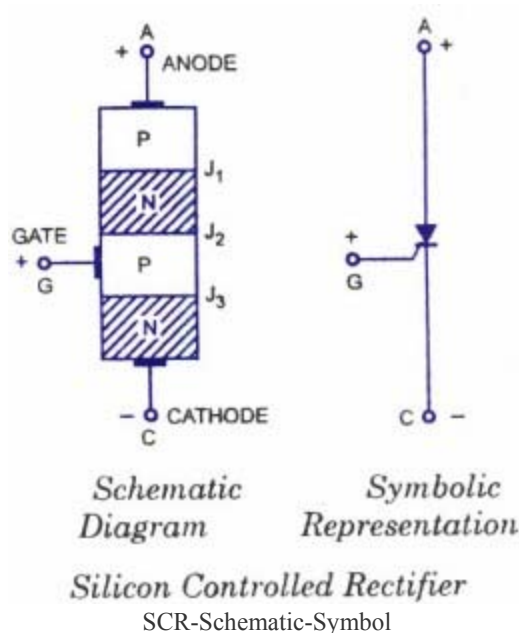 A
+
ANODE
P
J1
N
J2
GATE
+
G
P
J3
N
–
CATHODE
C
A
+
+
G
C
–
Schematic
Diagram
Symbolic
Representation
Silicon Controlled Rectifier
SCR-Schematic-Symbol